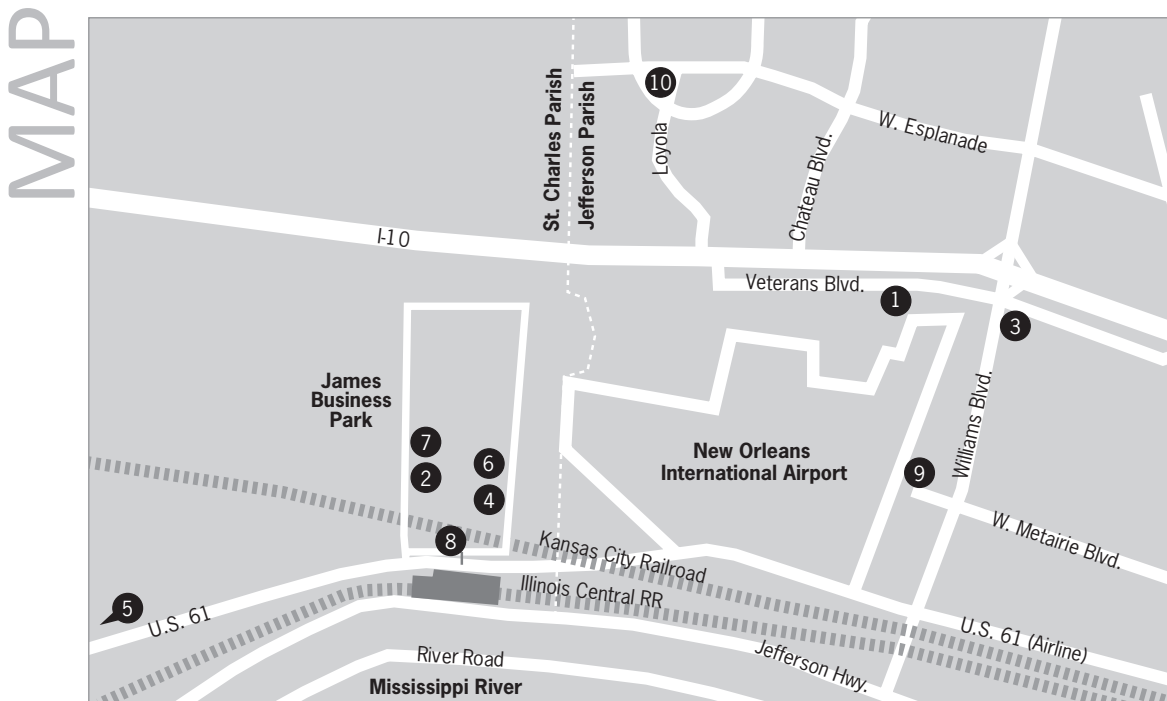 MAP
St. Charles Parish
Jefferson Parish
10
Loyola
Chateau Blvd.
W. Esplanade
I-10
Veterans Blvd.
1
3
James
Business
Park
7
2
6
4
8
New Orleans
International Airport
9
Williams Blvd.
W. Metairie Blvd.
Kansas City Railroad
Illinois Central RR
5
U.S. 61
U.S. 61 (Airline)
Jefferson Hwy.
River Road
Mississippi River